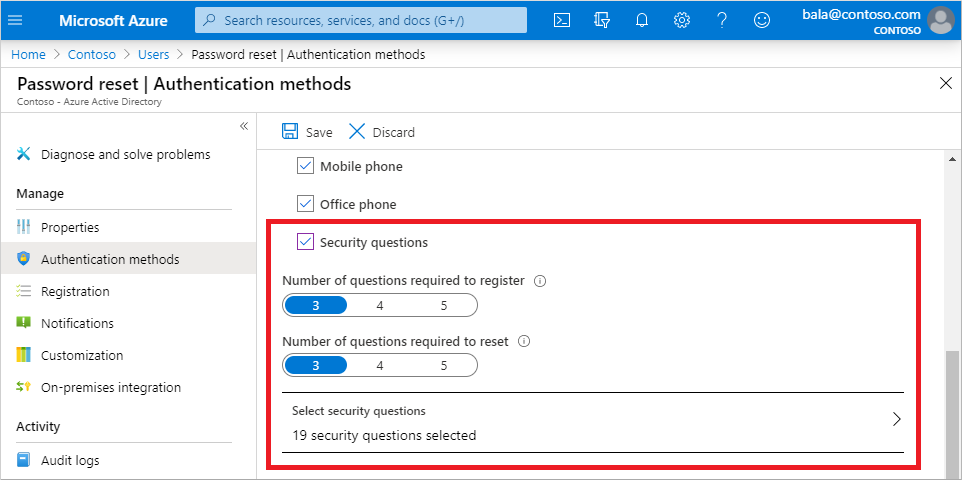 Microsoft Azure
Search resources, services, and docs (G+/)
bala@contoso.com
CONTOSO
Home > Contoso > Users > Password reset | Authentication methods
Password reset | Authentication methods
Contoso - Azure Active Directory
Save Discard
Diagnose and solve problems
Manage
Properties
Authentication methods
Registration
Notifications
Customization
On-premises integration
Activity
Audit logs
Mobile phone
Office phone
Security questions
Number of questions required to register
3 4 5
Number of questions required to reset
3 4 5
Select security questions
19 security questions selected